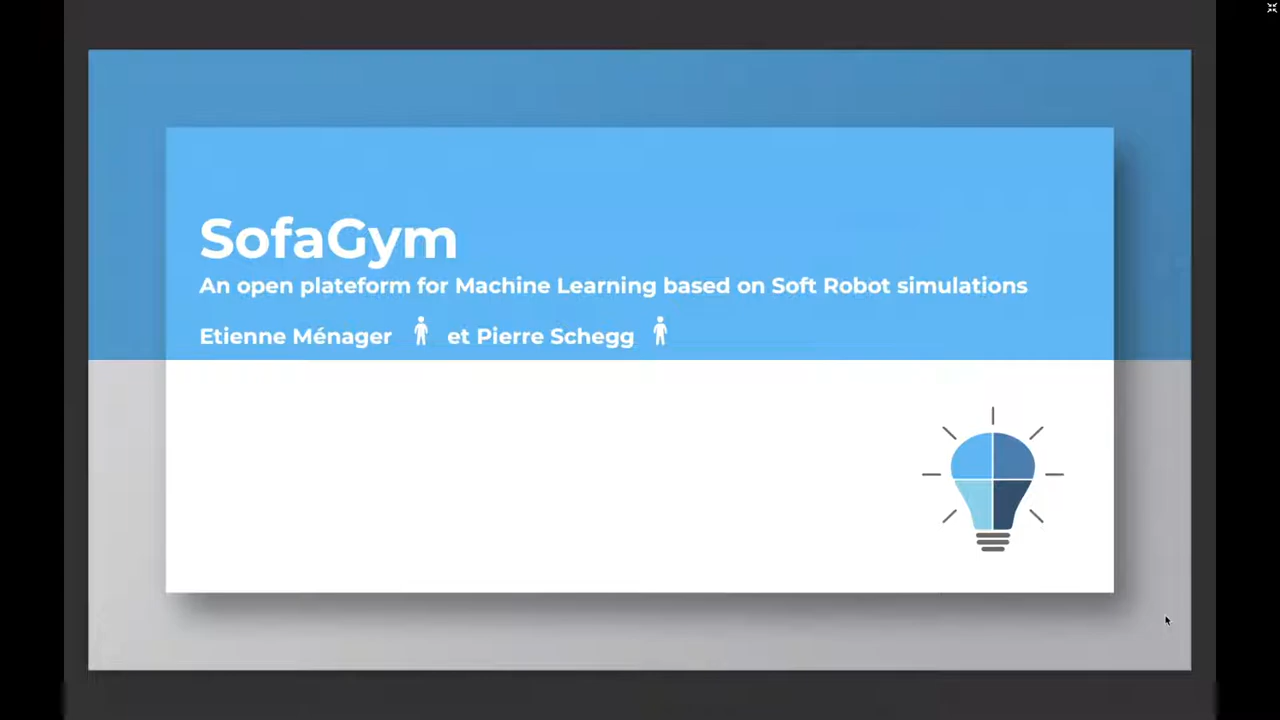 SofaGym
An open plateform for Machine Learning based on Soft Robot simulations
Etienne Ménager et Pierre Schegg